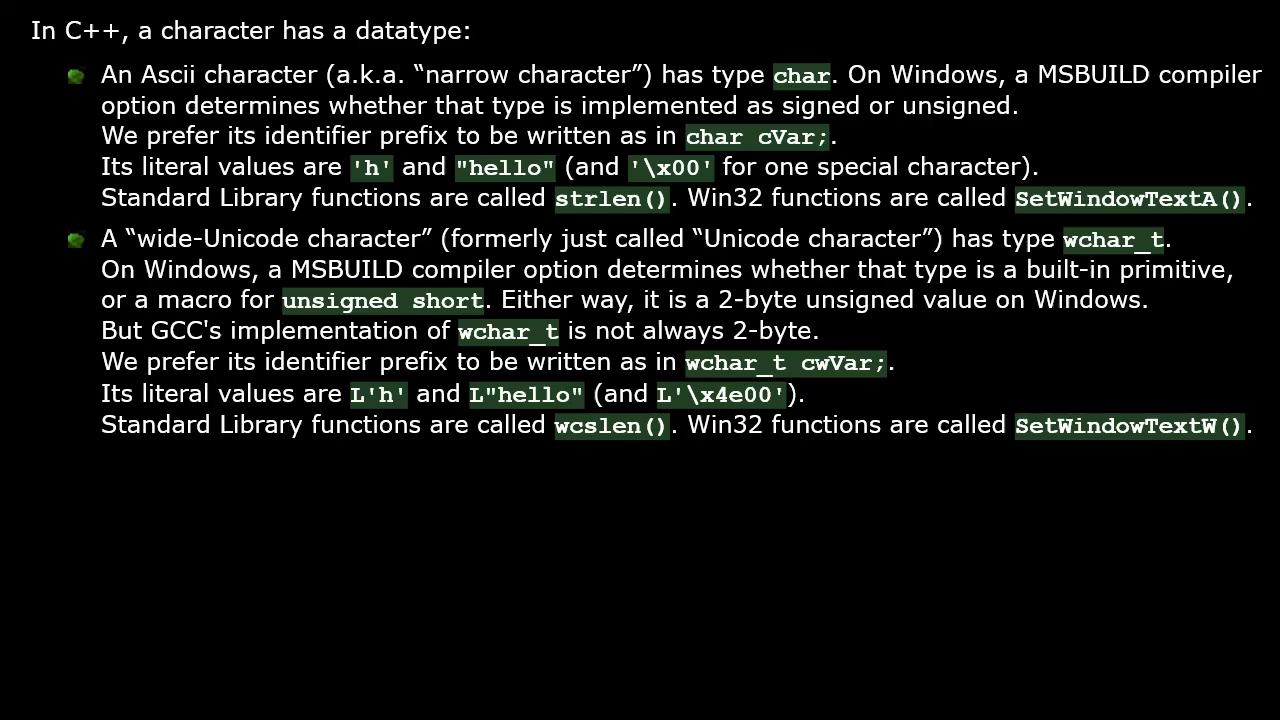 In C++, a character has a datatype:
An Ascii character (a.k.a. “narrow character”) has type char. On Windows, a MSBUILD compiler
option determines whether that type is implemented as signed or unsigned.
We prefer its identifier prefix to be written as in char cVar;.
Its literal values are 'h' and "hello" (and '\x00' for one special character).
Standard Library functions are called strlen(). Win32 functions are called SetWindowTextA().
A “wide-Unicode character” (formerly just called “Unicode character”) has type wchar_t.
On Windows, a MSBUILD compiler option determines whether that type is a built-in primitive,
or a macro for unsigned short. Either way, it is a 2-byte unsigned value on Windows.
But GCC's implementation of wchar_t is not always 2-byte.
We prefer its identifier prefix to be written as in wchar_t cwVar;.
Its literal values are L'h' and L"hello" (and L'\x4e00').
Standard Library functions are called wcslen(). Win32 functions are called SetWindowTextW().